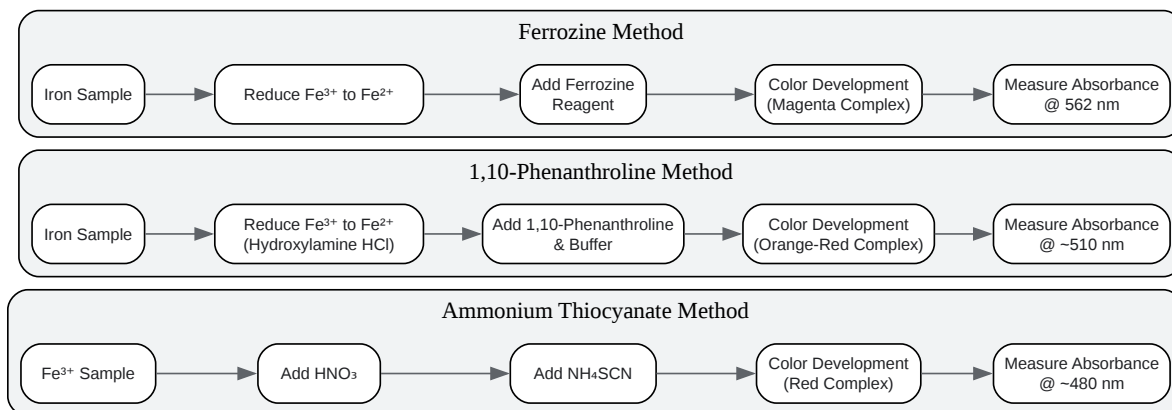 Ferrozine Method
Iron Sample
Reduce Fe³⁺ to Fe²⁺
Add Ferrozine
Reagent
Color Development
(Magenta Complex)
Measure Absorbance
@ 562 nm
1,10-Phenanthroline Method
Iron Sample
Reduce Fe³⁺ to Fe²⁺
(Hydroxylamine HCl)
Add 1,10-Phenanthroline
& Buffer
Color Development
(Orange-Red Complex)
Measure Absorbance
@ ~510 nm
Ammonium Thiocyanate Method
Fe³⁺ Sample
Add HNO₃
Add NH₄SCN
Color Development
(Red Complex)
Measure Absorbance
@ ~480 nm